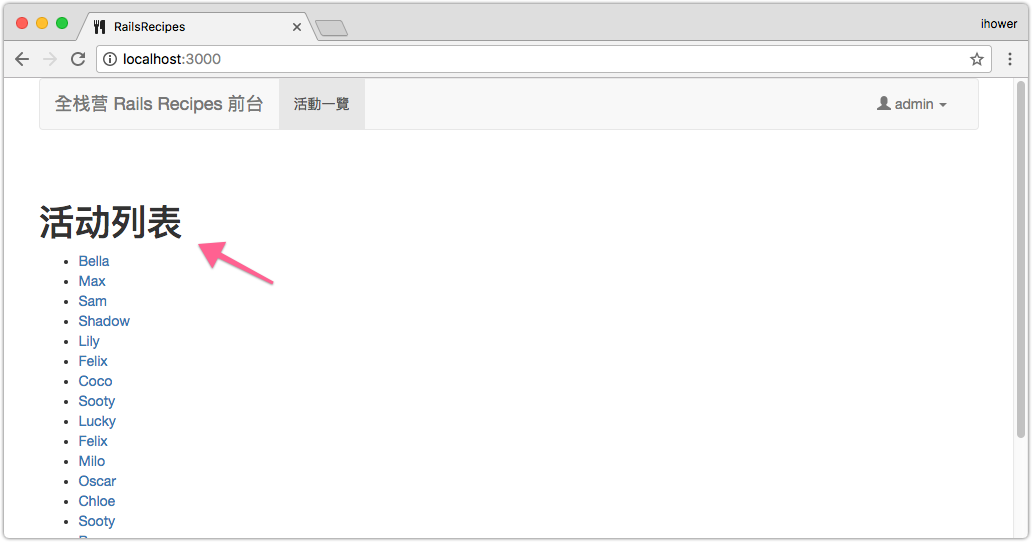 RailsRecipes
ihower
localhost:3000
全栈营 Rails Recipes 前台 活動一覽 admin
活动列表
Bella
Max
Sam
Shadow
Lily
Felix
Coco
Sooty
Lucky
Felix
Milo
Oscar
Chloe
Sooty